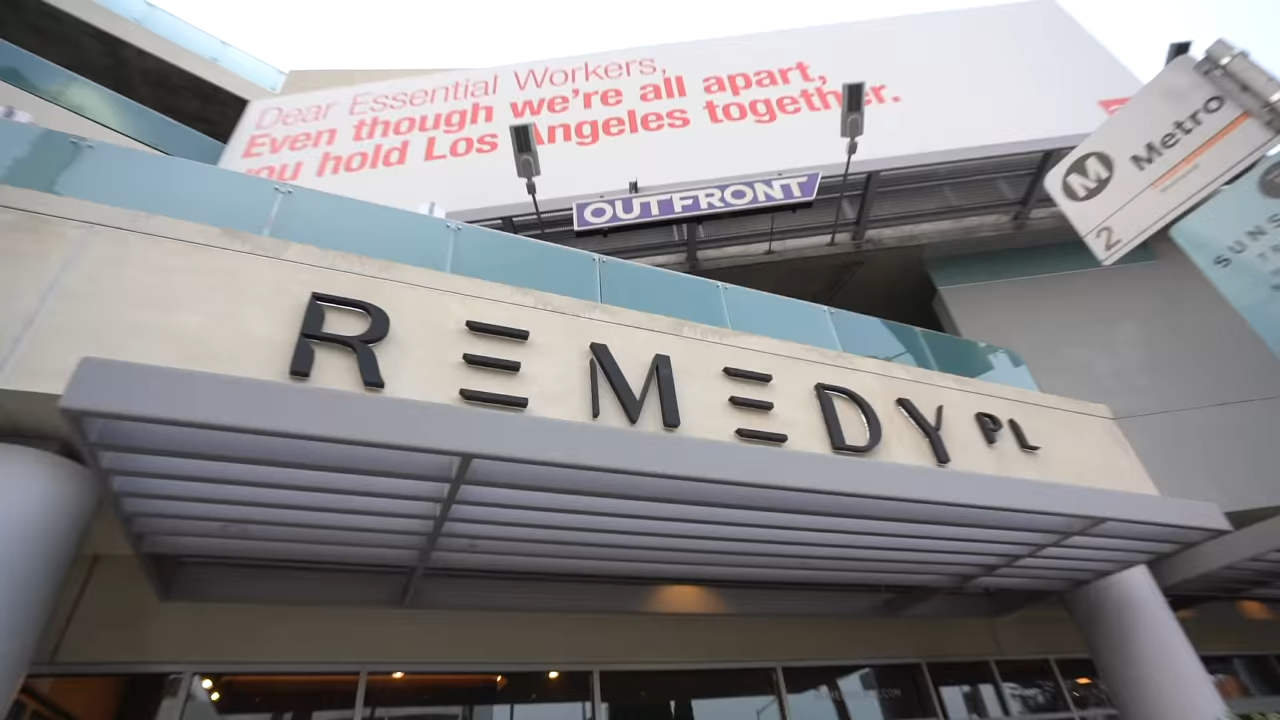 Dear Essential Workers,
Even though we're all apart,
you hold Los Angeles together.
OUTFRONT
M Metro
2
SUNS
REMEDY PL